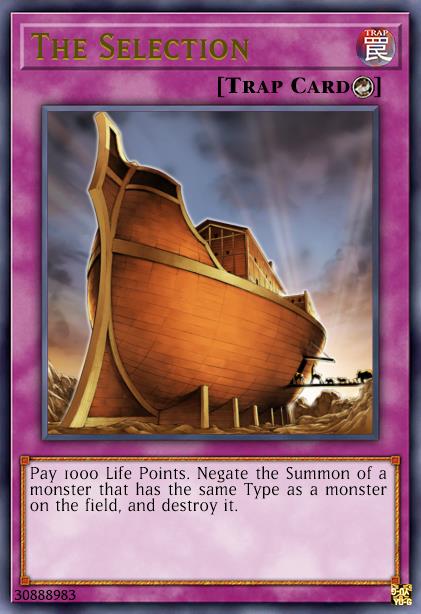 The Selection
TRAP
罠
[Trap Card]
Pay 1000 Life Points. Negate the Summon of a
monster that has the same Type as a monster
on the field, and destroy it.
30888983